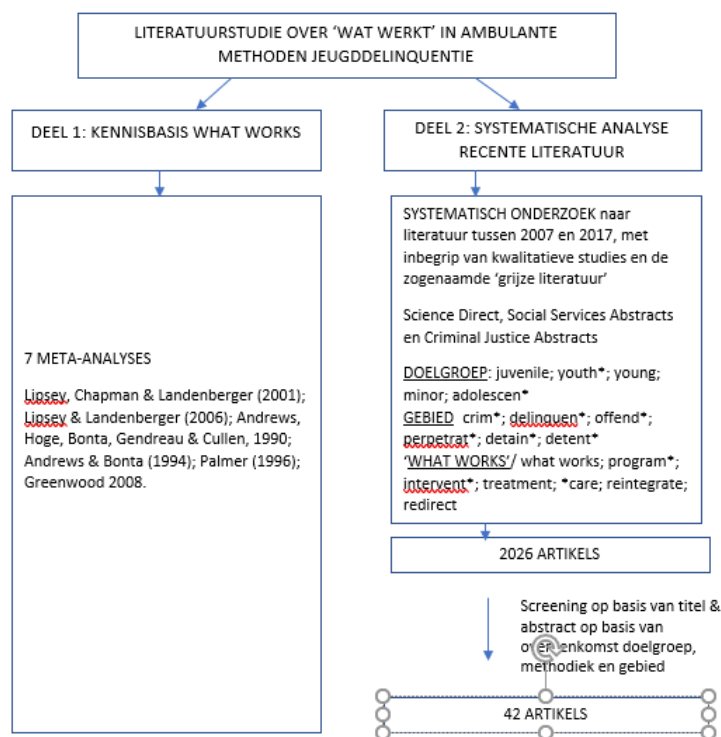 LITERATUURSTUDIE OVER ‘WAT WERKT’ IN AMBULANTE
METHODEN JEUGDDELINQUENTIE
DEEL 1: KENNISBASIS WHAT WORKS
7 META-ANALYSES
Lipsey, Chapman & Landenberger (2001);
Lipsey & Landenberger (2006); Andrews,
Hoge, Bonta, Gendreau & Cullen, 1990;
Andrews & Bonta (1994); Palmer (1996);
Greenwood 2008.
DEEL 2: SYSTEMATISCHE ANALYSE
RECENTE LITERATUUR
SYSTEMATISCH ONDERZOEK naar
literatuur tussen 2007 en 2017, met
inbegrip van kwalitatieve studies en de
zogenaamde ‘grijze literatuur’
Science Direct, Social Services Abstracts
en Criminal Justice Abstracts
DOELGROEP: juvenile; youth*; young;
minor; adolescen*
GEBIED crim*; delinquen*; offend*;
perpetrat*; detain*; detent*
‘WHAT WORKS’/ what works; program*;
intervent*; treatment; *care; reintegrate;
redirect
2026 ARTIKELS
Screening op basis van titel &
abstract op basis van
overeenkomst doelgroep,
methodiek en gebied
42 ARTIKELS